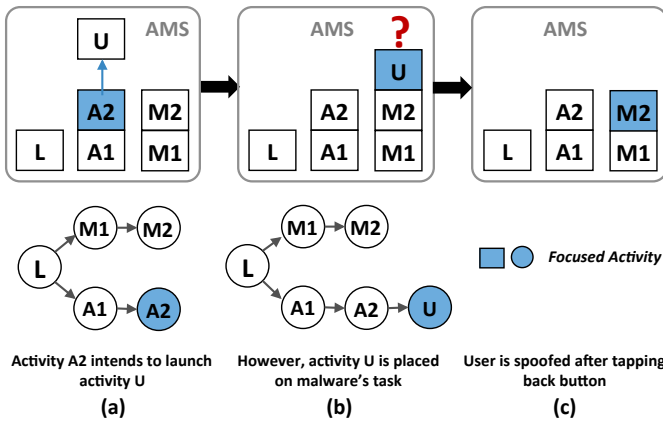 AMS
U
A2
M2
L
A1
M1
AMS
?
U
A2
M2
L
A1
M1
AMS
A2
M2
L
A1
M1
M1
M2
L
A1
A2
M1
M2
L
A1
A2
U
Focused Activity
Activity A2 intends to launch
activity U
(a)
However, activity U is placed
on malware's task
(b)
User is spoofed after tapping
back button
(c)